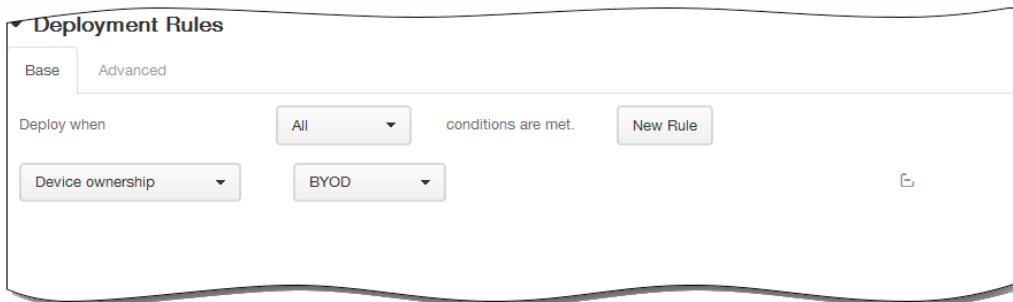 Deployment Rules
Base Advanced
Deploy when All conditions are met. New Rule
Device ownership BYOD